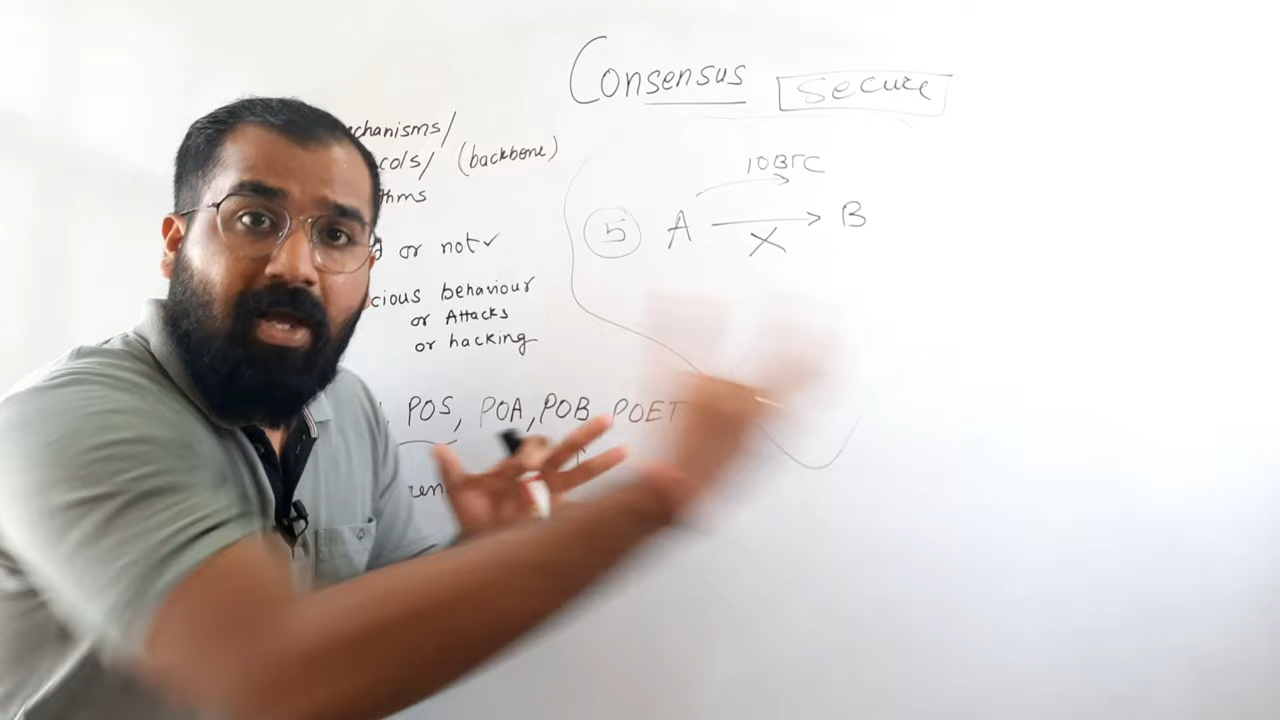 Consensus Secure
chanisms/
cols/ (backbone)
thms
10BTC
5 A → B
X
d or not✓
cious behaviour
or Attacks
or hacking
POS, POA, POB POET